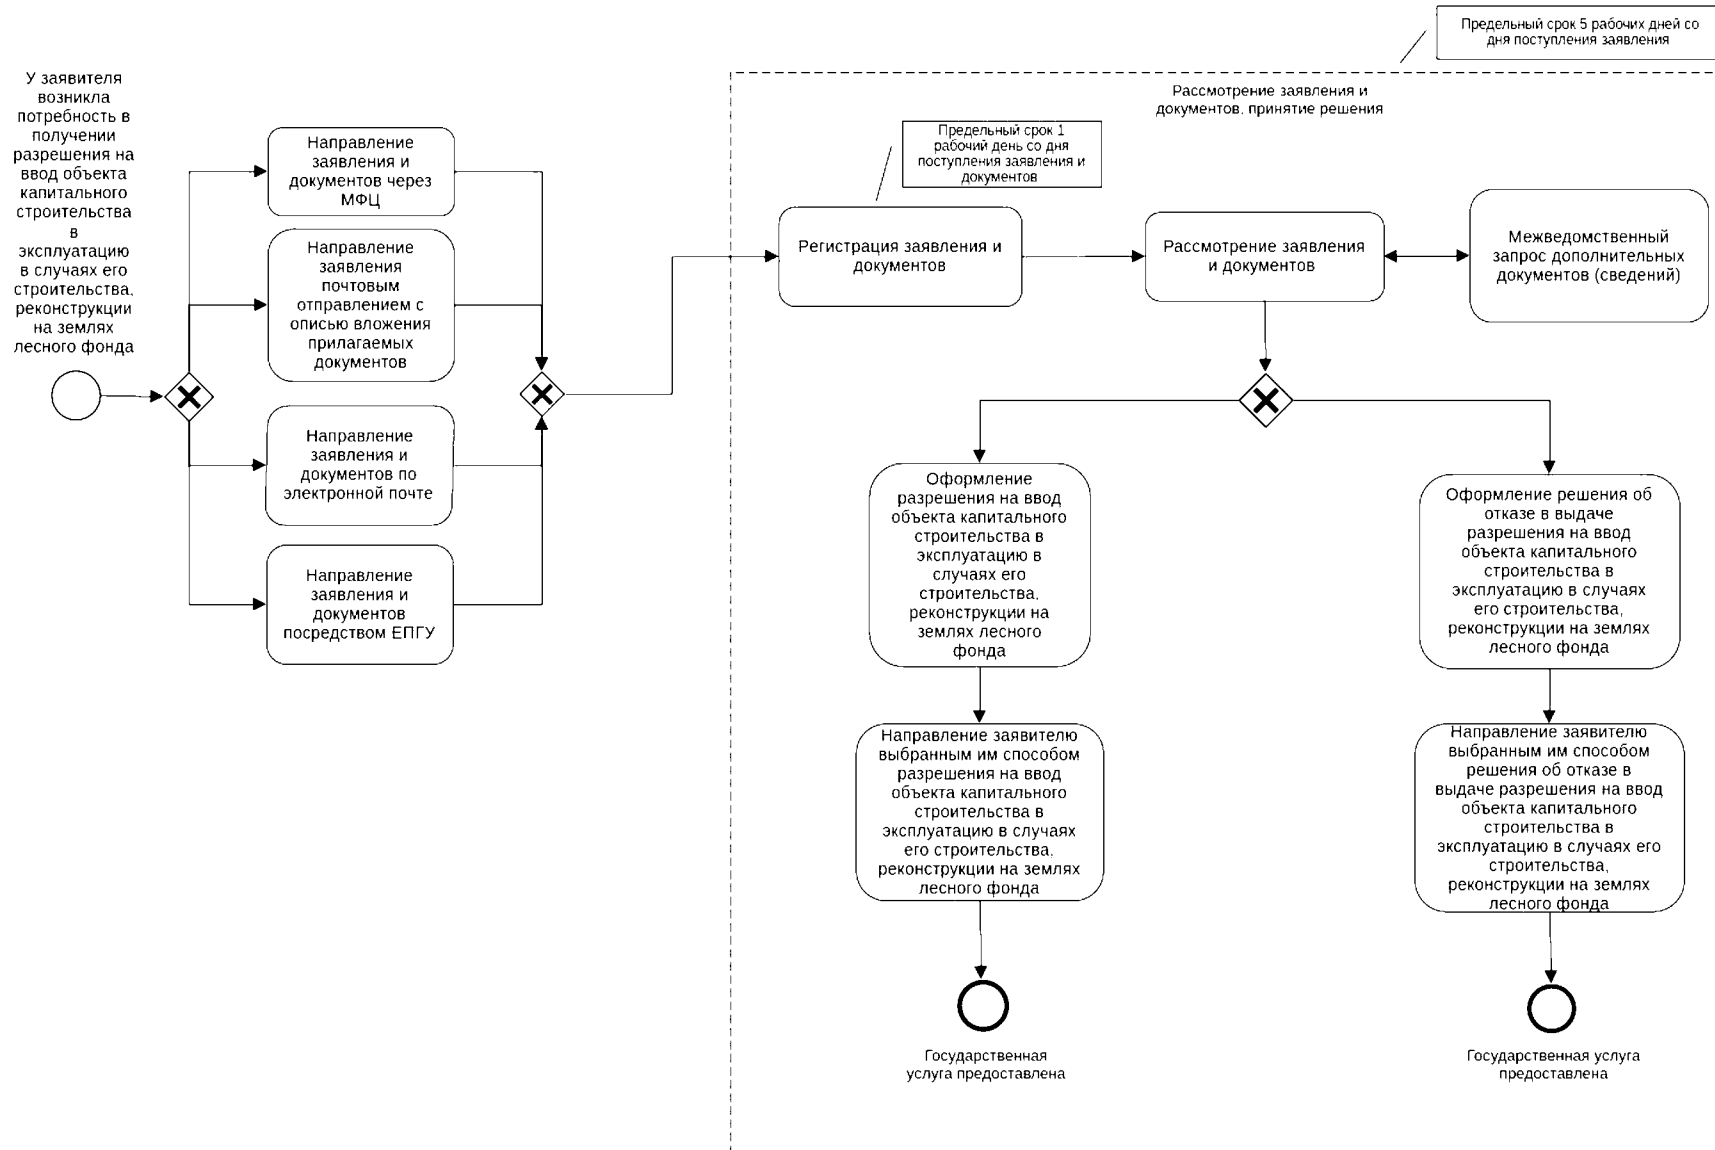 Предельный срок 5 рабочих дней со
дня поступления заявления
У заявителя
возникла
потребность в
получении
разрешения на
ввод объекта
капитального
строительства
в
эксплуатацию
в случаях его
строительства,
реконструкции
на землях
лесного фонда
Направление
заявления и
документов через
МФЦ
Направление
заявления
почтовым
отправлением с
описью вложения
прилагаемых
документов
Направление
заявления и
документов по
электронной почте
Направление
заявления и
документов
посредством ЕПГУ
Рассмотрение заявления и
документов, принятие решения
Предельный срок 1
рабочий день со дня
поступления заявления и
документов
Регистрация заявления и
документов
Рассмотрение заявления
и документов
Межведомственный
запрос дополнительных
документов (сведений)
Оформление
разрешения на ввод
объекта капитального
строительства в
эксплуатацию в
случаях его
строительства,
реконструкции на
землях лесного
фонда
Оформление решения об
отказе в выдаче
разрешения на ввод
объекта капитального
строительства в
эксплуатацию в случаях
его строительства,
реконструкции на землях
лесного фонда
Направление заявителю
выбранным им способом
разрешения на ввод
объекта капитального
строительства в
эксплуатацию в случаях
его строительства,
реконструкции на землях
лесного фонда
Направление заявителю
выбранным им способом
решения об отказе в
выдаче разрешения на ввод
объекта капитального
строительства в
эксплуатацию в случаях его
строительства,
реконструкции на землях
лесного фонда
Государственная
услуга предоставлена
Государственная услуга
предоставлена